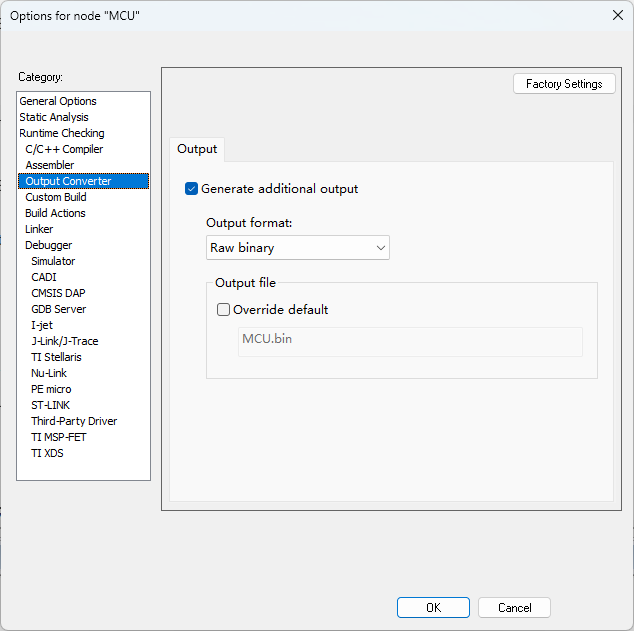 Options for node "MCU"
Category:
General Options
Static Analysis
Runtime Checking
C/C++ Compiler
Assembler
Output Converter
Custom Build
Build Actions
Linker
Debugger
Simulator
CADI
CMSIS DAP
GDB Server
I-jet
J-Link/J-Trace
TI Stellaris
Nu-Link
PE micro
ST-LINK
Third-Party Driver
TI MSP-FET
TI XDS
Factory Settings
Output
Generate additional output
Output format:
Raw binary
Output file
Override default
MCU.bin
OK
Cancel